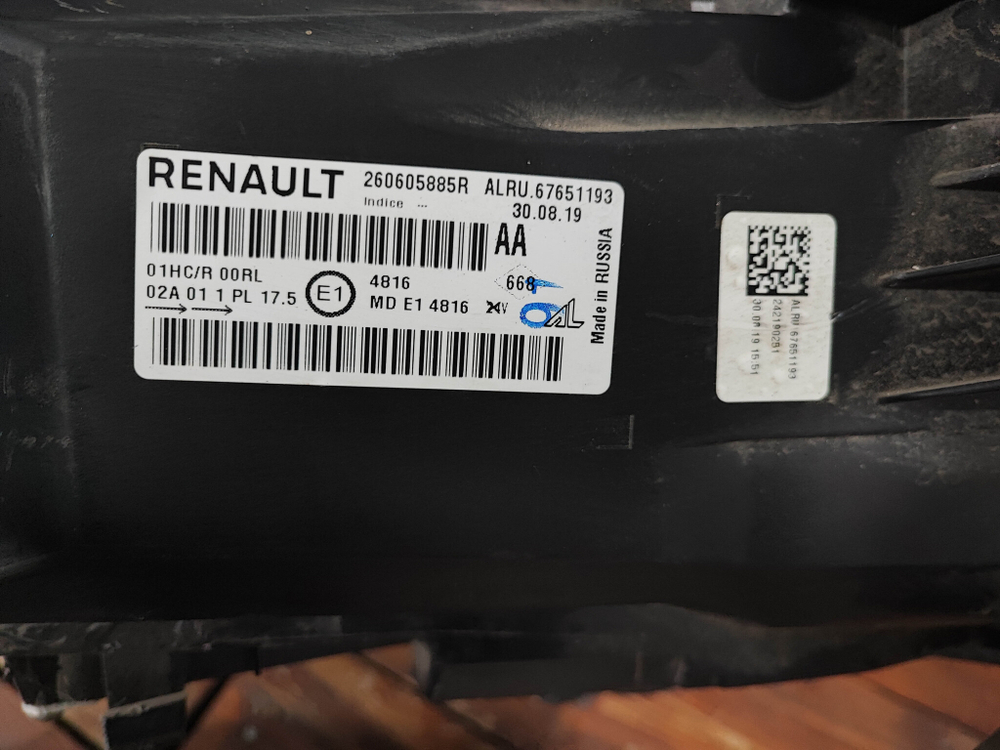 RENAULT 260605885R ALRU.67651193
Indice ... 30.08.19
AA
01HC/R 00RL E1 4816 668
02A 01 1 PL 17.5 MD E1 4816 24V
AL
Made in RUSSIA
ALRU.67651193
242190251
30.08.19 15:51